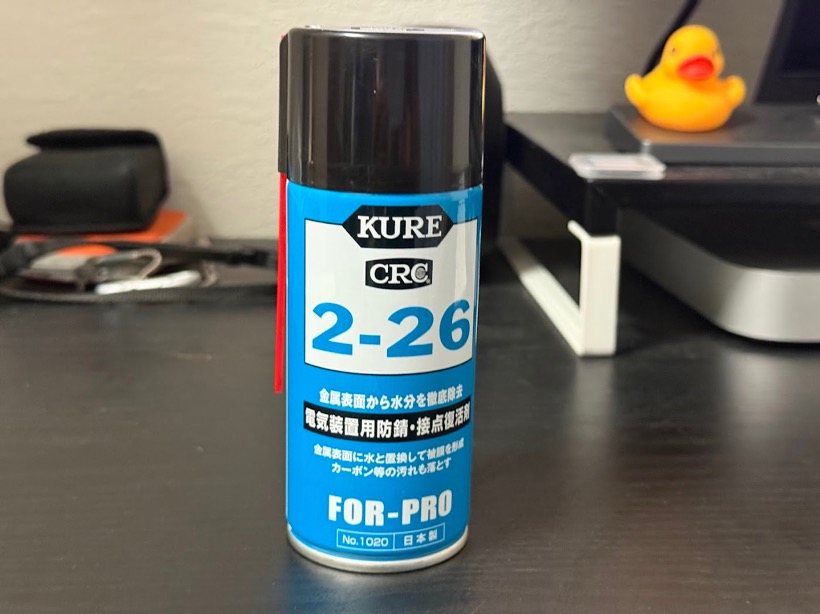 KURE
CRC
2-26
金属表面から水分を徹底除去
電気装置用防錆・接点復活剤
金属表面に水と置換して被膜を形成
カーボン等の汚れも落とす
FOR-PRO
No.1020 日本製